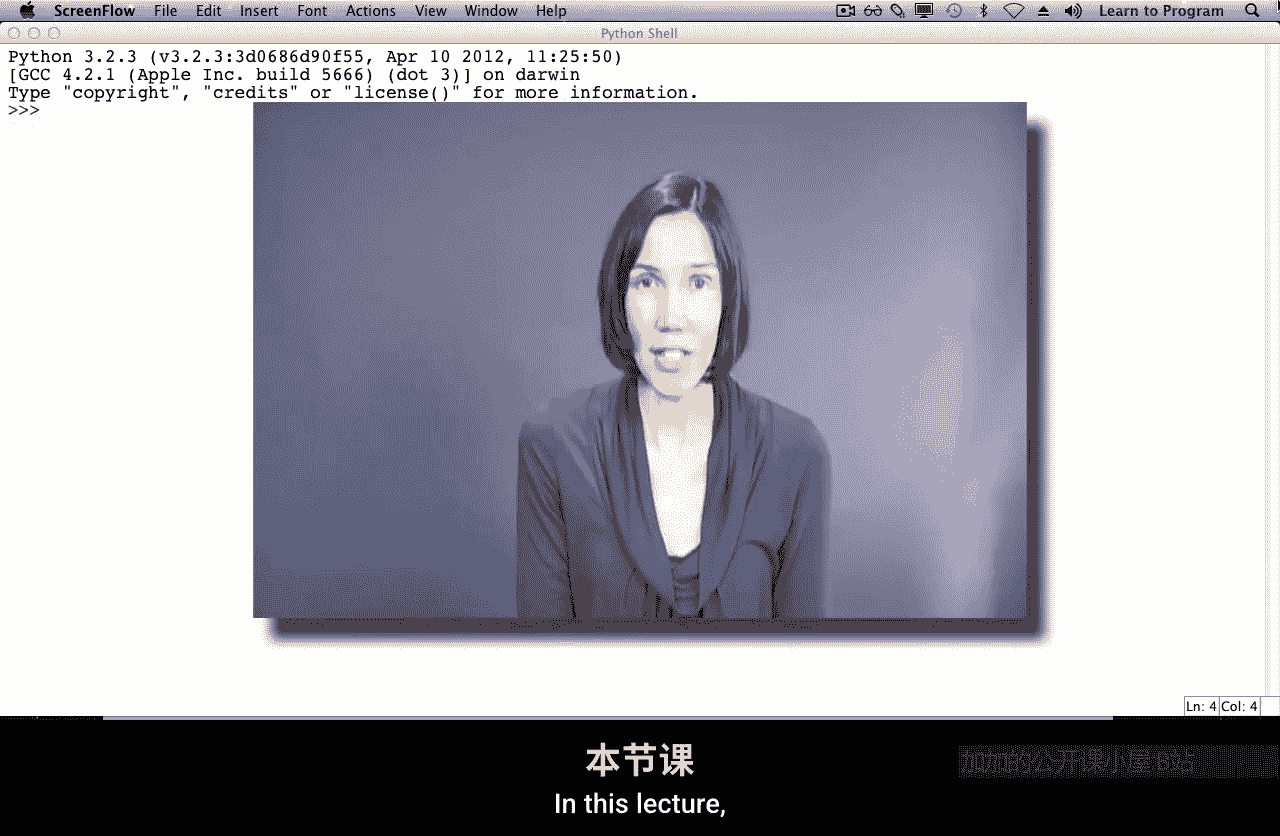 ScreenFlow File Edit Insert Font Actions View Window Help Learn to Program
Python Shell
Python 3.2.3 (v3.2.3:3d0686d90f55, Apr 10 2012, 11:25:50)
[GCC 4.2.1 (Apple Inc. build 5666) (dot 3)] on darwin
Type "copyright", "credits" or "license()" for more information.
>>>
Ln: 4 Col: 4
本节课
加加的公开课小屋 B站
In this lecture,